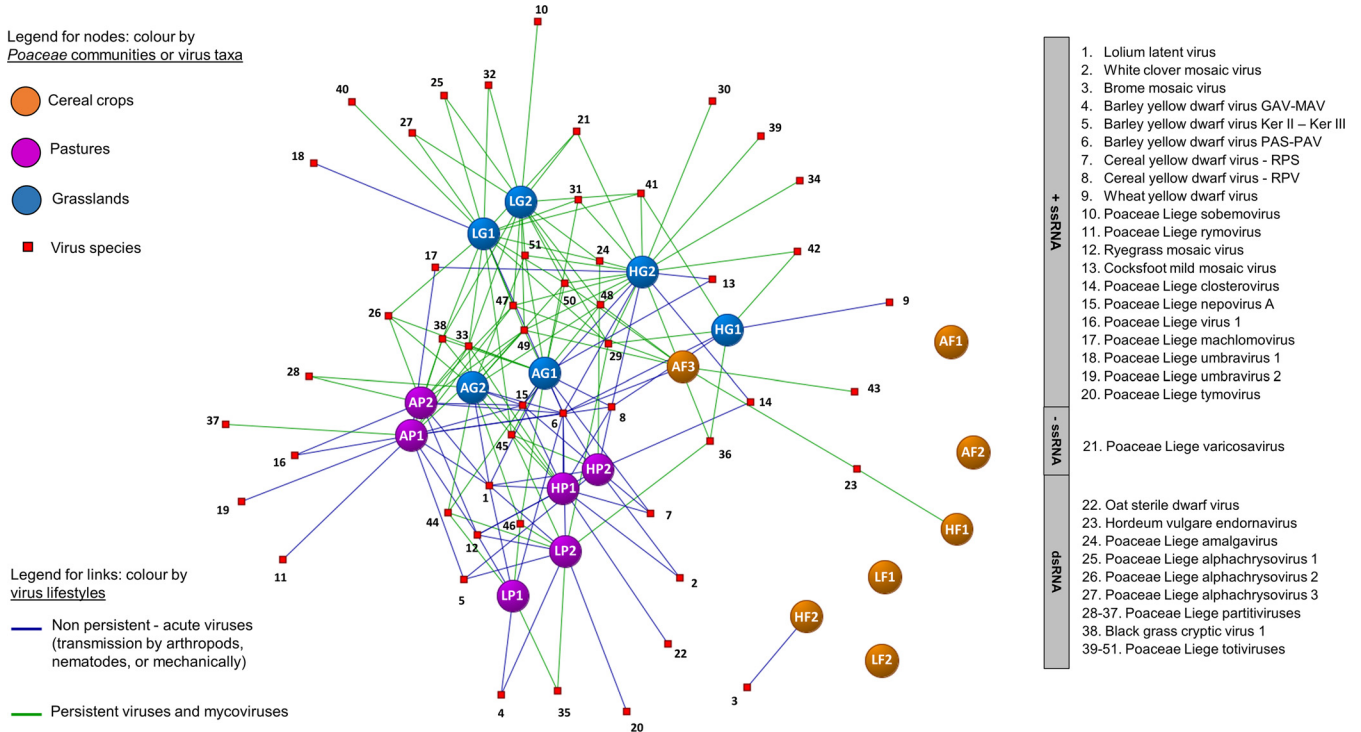 Legend for nodes: colour by
Poaceae communities or virus taxa
Cereal crops
Pastures
Grasslands
Virus species
Legend for links: colour by
virus lifestyles
Non persistent - acute viruses
(transmission by arthropods,
nematodes, or mechanically)
Persistent viruses and mycoviruses
10
32
25
40
27
21
30
39
18
34
31
41
LG2
LG1
51
24
42
17
HG2
13
50
48
47
9
26
38
33
49
29
HG1
AF1
28
AG1
AF3
AG2
43
AP2
15
14
8
6
37
AP1
45
36
AF2
16
HP2
23
1
HP1
19
44
46
7
HF1
12
LP2
11
5
LP1
2
LF1
HF2
22
LF2
3
4
35
20
+ ssRNA
1. Lolium latent virus
2. White clover mosaic virus
3. Brome mosaic virus
4. Barley yellow dwarf virus GAV-MAV
5. Barley yellow dwarf virus Ker II – Ker III
6. Barley yellow dwarf virus PAS-PAV
7. Cereal yellow dwarf virus - RPS
8. Cereal yellow dwarf virus - RPV
9. Wheat yellow dwarf virus
10. Poaceae Liege sobemovirus
11. Poaceae Liege rymovirus
12. Ryegrass mosaic virus
13. Cocksfoot mild mosaic virus
14. Poaceae Liege closterovirus
15. Poaceae Liege nepovirus A
16. Poaceae Liege virus 1
17. Poaceae Liege machlomovirus
18. Poaceae Liege umbravirus 1
19. Poaceae Liege umbravirus 2
20. Poaceae Liege tymovirus
- ssRNA
21. Poaceae Liege varicosavirus
dsRNA
22. Oat sterile dwarf virus
23. Hordeum vulgare endornavirus
24. Poaceae Liege amalgavirus
25. Poaceae Liege alphachrysovirus 1
26. Poaceae Liege alphachrysovirus 2
27. Poaceae Liege alphachrysovirus 3
28-37. Poaceae Liege partitiviruses
38. Black grass cryptic virus 1
39-51. Poaceae Liege totiviruses